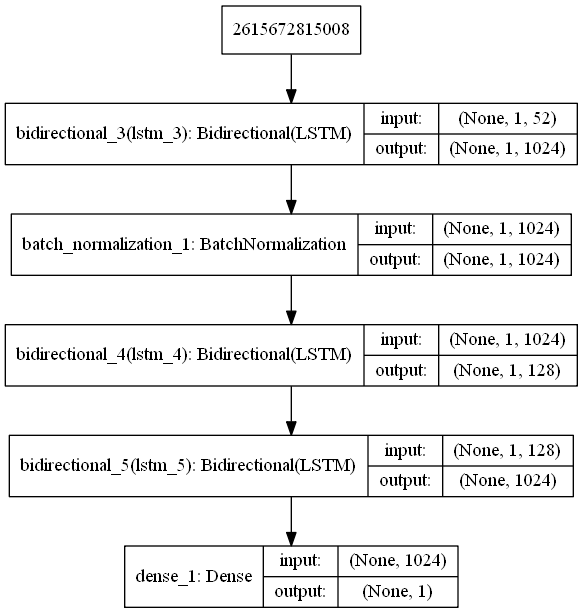 2615672815008
bidirectional_3(lstm_3): Bidirectional(LSTM)
input: (None, 1, 52)
output: (None, 1, 1024)
batch_normalization_1: BatchNormalization
input: (None, 1, 1024)
output: (None, 1, 1024)
bidirectional_4(lstm_4): Bidirectional(LSTM)
input: (None, 1, 1024)
output: (None, 1, 128)
bidirectional_5(lstm_5): Bidirectional(LSTM)
input: (None, 1, 128)
output: (None, 1024)
dense_1: Dense
input: (None, 1024)
output: (None, 1)